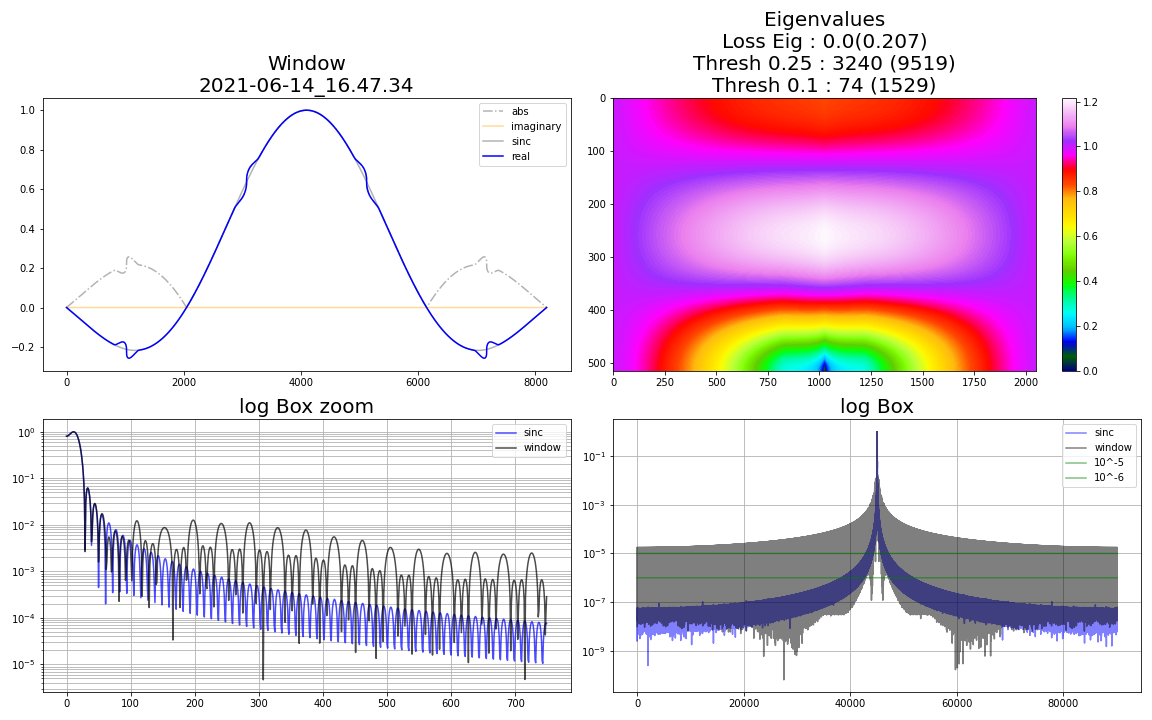 Window
2021-06-14_16.47.34
1.0
0.8
0.6
0.4
0.2
0.0
−0.2
0 2000 4000 6000 8000
abs
imaginary
sinc
real
Eigenvalues
Loss Eig : 0.0(0.207)
Thresh 0.25 : 3240 (9519)
Thresh 0.1 : 74 (1529)
0
100
200
300
400
500
0 250 500 750 1000 1250 1500 1750 2000
1.2
1.0
0.8
0.6
0.4
0.2
0.0
log Box zoom
10⁰
10⁻¹
10⁻²
10⁻³
10⁻⁴
10⁻⁵
0 100 200 300 400 500 600 700
sinc
window
log Box
10⁻¹
10⁻³
10⁻⁵
10⁻⁷
10⁻⁹
0 20000 40000 60000 80000
sinc
window
10^-5
10^-6